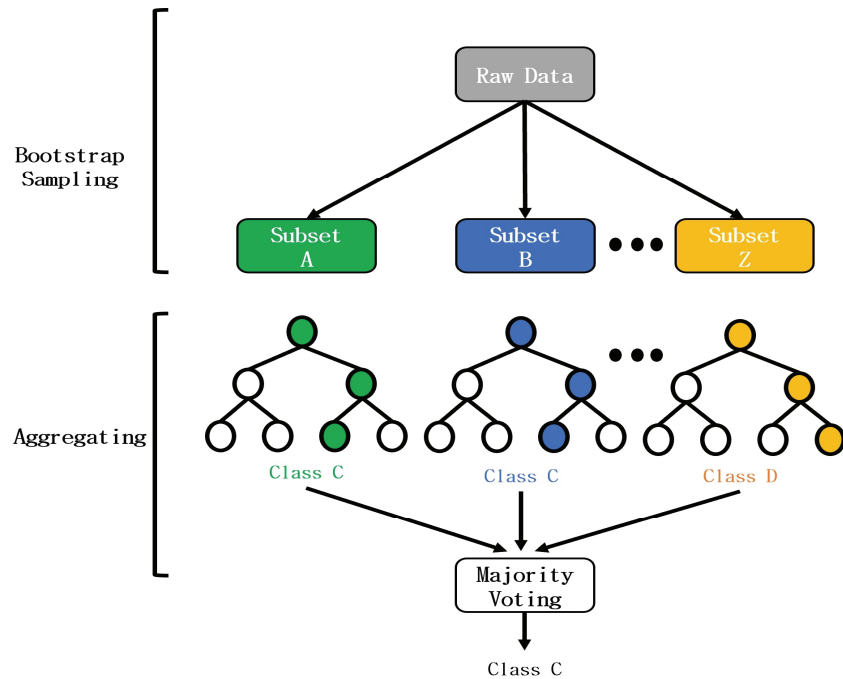 Raw Data
Bootstrap
Sampling
Subset
A
Subset
B
Subset
Z
Aggregating
Class C
Class C
Class D
Majority
Voting
Class C